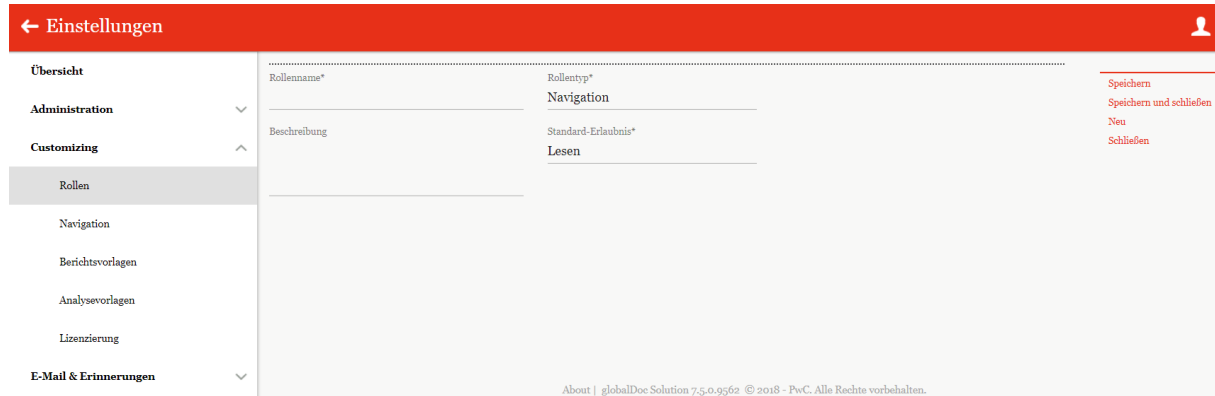 Einstellungen
Übersicht
Administration
Customizing
Rollen
Navigation
Berichtsvorlagen
Analysevorlagen
Lizenzierung
E-Mail & Erinnerungen
Rollenname*
Rollentyp*
Navigation
Beschreibung
Standard-Erlaubnis*
Lesen
Speichern
Speichern und schließen
Neu
Schließen
About | globalDoc Solution 7.5.0.9562 © 2018 - PwC. Alle Rechte vorbehalten.